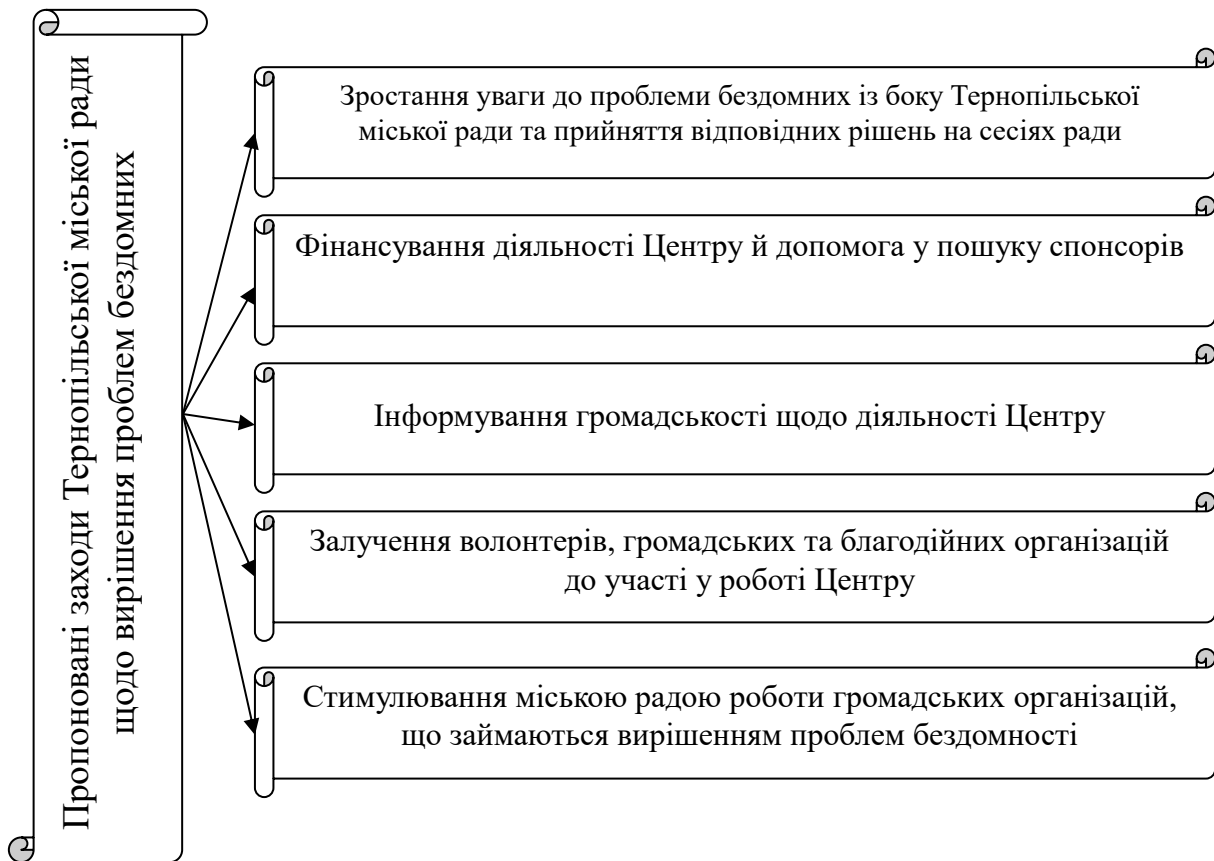 Пропоновані заходи Тернопільської міської ради
щодо вирішення проблем бездомних
Зростання уваги до проблеми бездомних із боку Тернопільської
міської ради та прийняття відповідних рішень на сесіях ради
Фінансування діяльності Центру й допомога у пошуку спонсорів
Інформування громадськості щодо діяльності Центру
Залучення волонтерів, громадських та благодійних організацій
до участі у роботі Центру
Стимулювання міською радою роботи громадських організацій,
що займаються вирішенням проблем бездомності